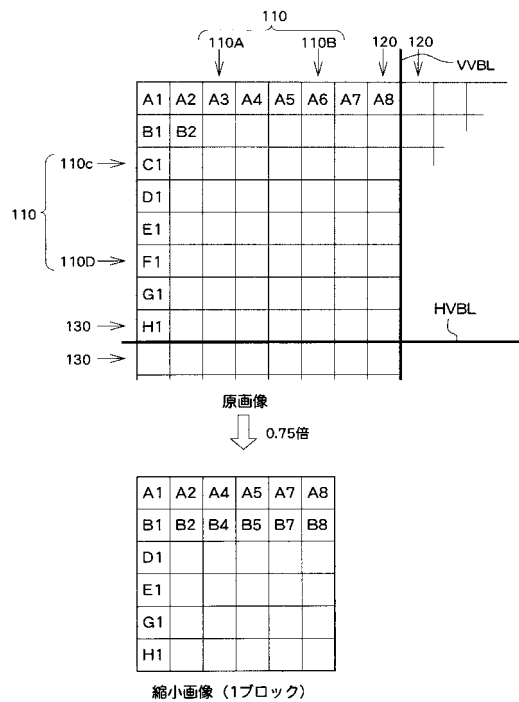 110
110A 110B 120 120
VVBL
A1 A2 A3 A4 A5 A6 A7 A8
B1 B2
110c C1
D1
110
E1
110D F1
G1
130 H1
HVBL
130
原画像
0.75倍
A1 A2 A4 A5 A7 A8
B1 B2 B4 B5 B7 B8
D1
E1
G1
H1
縮小画像（1ブロック）